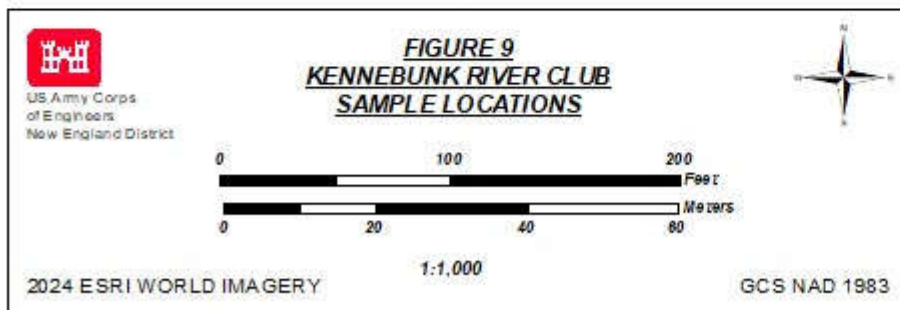 FIGURE 9
KENNEBUNK RIVER CLUB
SAMPLE LOCATIONS
US Army Corps
of Engineers
New England District
N
W E
S
0 100 200
Feet
Meters
0 20 40 60
1:1,000
2024 ESRI WORLD IMAGERY
GCS NAD 1983